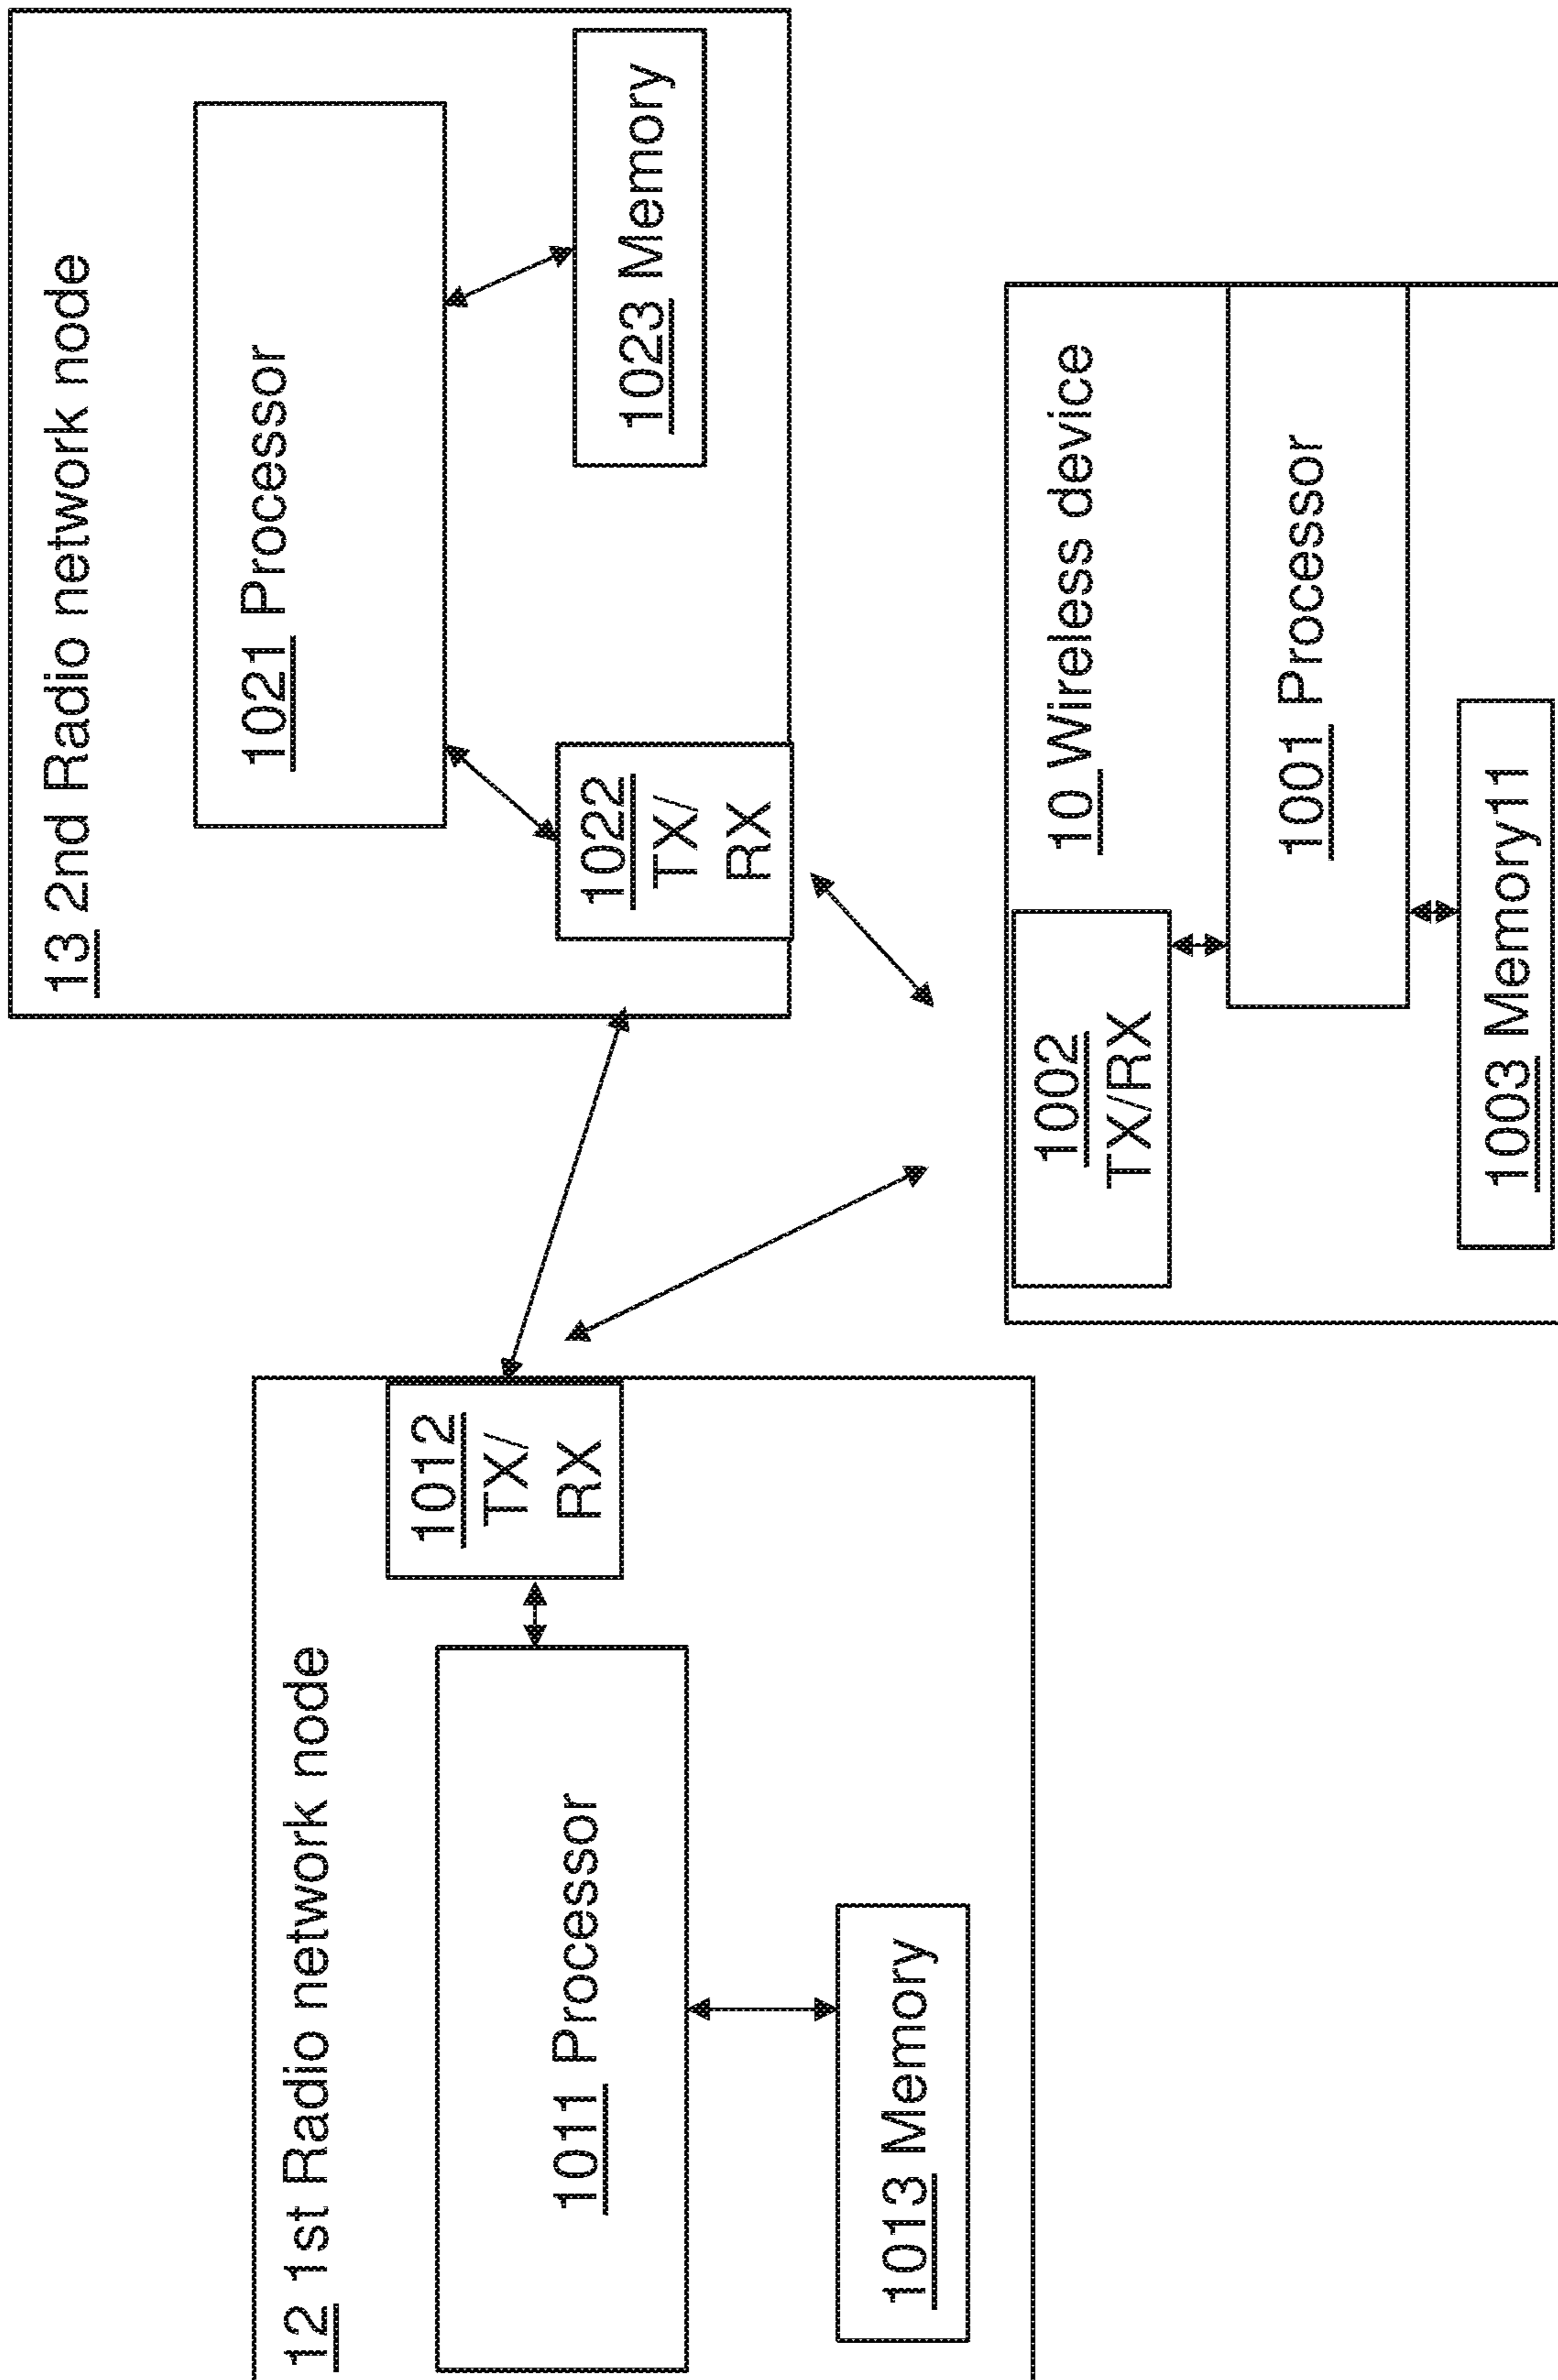 12 1st Radio network node
1011 Processor
1012
TX/
RX
1013 Memory
13 2nd Radio network node
1021 Processor
1022
TX/
RX
1023 Memory
10 Wireless device
1002
TX/RX
1001 Processor
1003 Memory11